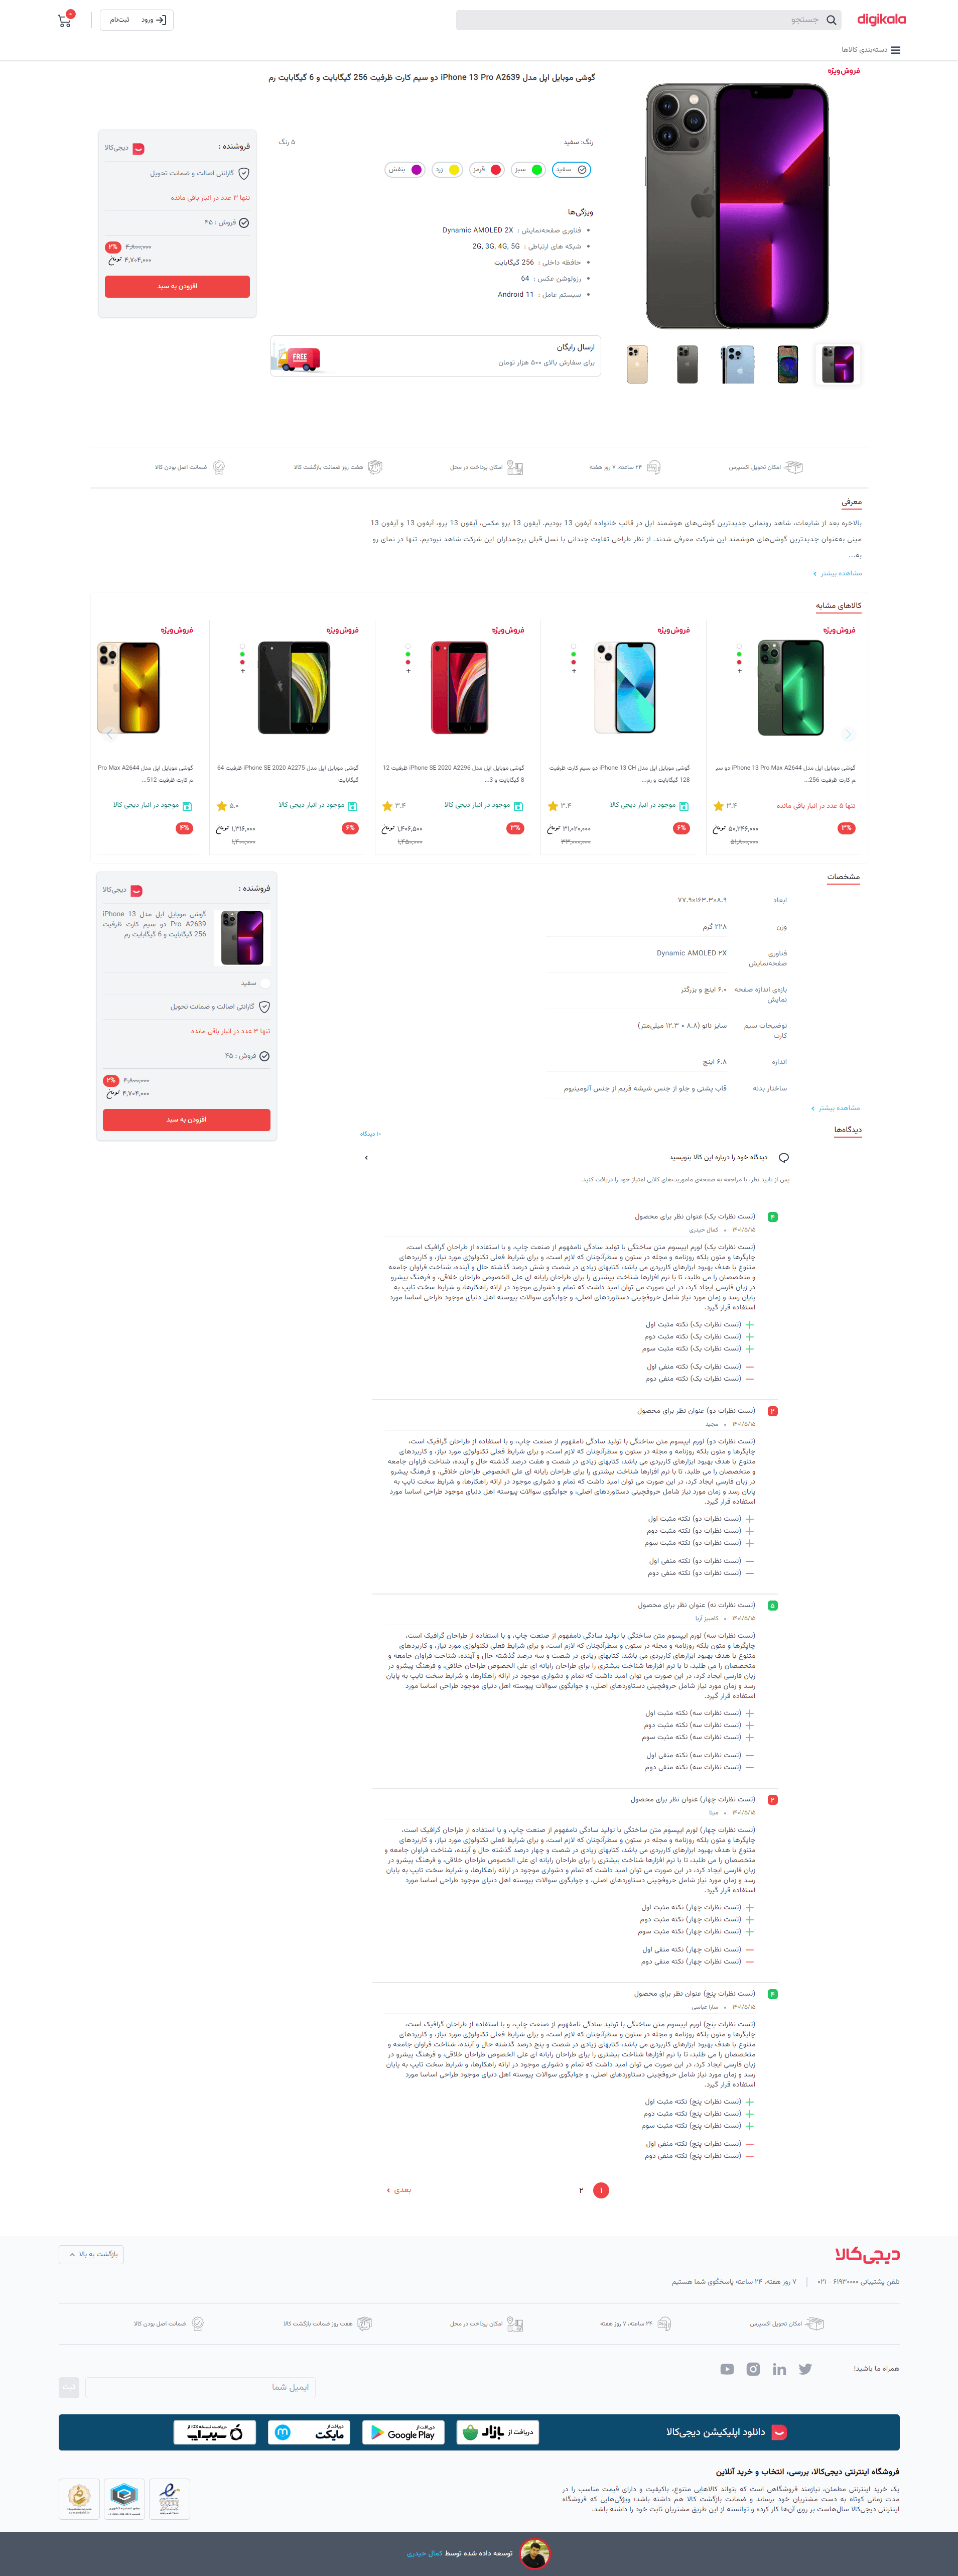 digikala
جستجو
ورود
ثبت‌نام
۰
دسته‌بندی کالاها
فروش‌ویژه
گوشی موبایل اپل مدل iPhone 13 Pro A2639 دو سیم کارت ظرفیت 256 گیگابایت و 6 گیگابایت رم
رنگ: سفید
۵ رنگ
سفید
سبز
قرمز
زرد
بنفش
ویژگی‌ها
فناوری صفحه‌نمایش : Dynamic AMOLED 2X
شبکه های ارتباطی : 2G, 3G, 4G, 5G
حافظه داخلی : 256 گیگابایت
رزولوشن عکس : 64
سیستم عامل : Android 11
ارسال رایگان
برای سفارش بالای ۵۰۰ هزار تومان
FREE
فروشنده :
دیجی‌کالا
گارانتی اصالت و ضمانت تحویل
تنها ۳ عدد در انبار باقی مانده
فروش : ۴۵
۴,۸۰۰,۰۰۰
۲%
۴,۷۰۴,۰۰۰ تومان
افزودن به سبد
امکان تحویل اکسپرس
۲۴ ساعته، ۷ روز هفته
امکان پرداخت در محل
هفت روز ضمانت بازگشت کالا
ضمانت اصل بودن کالا
معرفی
بالاخره بعد از شایعات، شاهد رونمایی جدیدترین گوشی‌های هوشمند اپل در قالب خانواده آیفون 13 بودیم. آیفون 13 پرو مکس، آیفون 13 پرو، آیفون 13 و آیفون 13
مینی به‌عنوان جدیدترین گوشی‌های هوشمند این شرکت معرفی شدند. از نظر طراحی تفاوت چندانی با نسل قبلی پرچمداران این شرکت شاهد نبودیم. تنها در نمای رو
به...
مشاهده بیشتر
کالاهای مشابه
فروش‌ویژه
گوشی موبایل اپل مدل iPhone 13 Pro Max A2644 دو سی
م کارت ظرفیت 256...
تنها ۵ عدد در انبار باقی مانده
۳.۴
۳%
۵۰,۲۴۶,۰۰۰ تومان
۵۱,۸۰۰,۰۰۰
فروش‌ویژه
گوشی موبایل اپل مدل iPhone 13 CH دو سیم‌ کارت ظرفیت
128 گیگابایت و رم...
موجود در انبار دیجی کالا
۳.۴
۶%
۳۱,۰۲۰,۰۰۰ تومان
۳۳,۰۰۰,۰۰۰
فروش‌ویژه
گوشی موبایل اپل مدل iPhone SE 2020 A2296 ظرفیت 12
8 گیگابایت و 3...
موجود در انبار دیجی کالا
۳.۴
۳%
۱,۴۰۶,۵۰۰ تومان
۱,۴۵۰,۰۰۰
فروش‌ویژه
گوشی موبایل اپل مدل iPhone SE 2020 A2275 ظرفیت 64
گیگابایت
موجود در انبار دیجی کالا
۵.۰
۶%
۱,۳۱۶,۰۰۰ تومان
۱,۴۰۰,۰۰۰
فروش‌ویژه
گوشی موبایل اپل مدل Pro Max A2644
م کارت ظرفیت 512...
موجود در انبار دیجی کالا
۴%
مشخصات
ابعاد
۷۷.۹۰۱۶۳.۳۰۸.۹
وزن
۲۲۸ گرم
فناوری صفحه‌نمایش
Dynamic AMOLED ۲X
بازه‌ی اندازه صفحه نمایش
۶.۰ اینچ و بزرگتر
توضیحات سیم کارت
سایز نانو (۸.۸ × ۱۲.۳ میلی‌متر)
اندازه
۶.۸ اینچ
ساختار بدنه
قاب پشتی و جلو از جنس شیشه فریم از جنس آلومینیوم
مشاهده بیشتر
فروشنده :
دیجی‌کالا
گوشی موبایل اپل مدل iPhone 13
Pro A2639 دو سیم کارت ظرفیت
256 گیگابایت و 6 گیگابایت رم
سفید
گارانتی اصالت و ضمانت تحویل
تنها ۳ عدد در انبار باقی مانده
فروش : ۴۵
۴,۸۰۰,۰۰۰
۲%
۴,۷۰۴,۰۰۰ تومان
افزودن به سبد
دیدگاه‌ها
۱۰ دیدگاه
دیدگاه خود را درباره این کالا بنویسید
پس از تایید نظر، با مراجعه به صفحه‌ی ماموریت‌های کلابی امتیاز خود را دریافت کنید.
۴
(تست نظرات یک) عنوان نظر برای محصول
۱۴۰۱/۵/۱۵ • کمال حیدری
(تست نظرات یک) لورم ایپسوم متن ساختگی با تولید سادگی نامفهوم از صنعت چاپ، و با استفاده از طراحان گرافیک است،
چاپگرها و متون بلکه روزنامه و مجله در ستون و سطرآنچنان که لازم است، و برای شرایط فعلی تکنولوژی مورد نیاز، و کاربردهای
متنوع با هدف بهبود ابزارهای کاربردی می باشد، کتابهای زیادی در شصت و شش درصد گذشته حال و آینده، شناخت فراوان جامعه
و متخصصان را می طلبد، تا با نرم افزارها شناخت بیشتری را برای طراحان رایانه ای علی الخصوص طراحان خلاقی، و فرهنگ پیشرو
در زبان فارسی ایجاد کرد، در این صورت می توان امید داشت که تمام و دشواری موجود در ارائه راهکارها، و شرایط سخت تایپ به
پایان رسد و زمان مورد نیاز شامل حروفچینی دستاوردهای اصلی، و جوابگوی سوالات پیوسته اهل دنیای موجود طراحی اساسا مورد
استفاده قرار گیرد.
(تست نظرات یک) نکته مثبت اول
(تست نظرات یک) نکته مثبت دوم
(تست نظرات یک) نکته مثبت سوم
(تست نظرات یک) نکته منفی اول
(تست نظرات یک) نکته منفی دوم
۲
(تست نظرات دو) عنوان نظر برای محصول
۱۴۰۱/۵/۱۵ • مجید
(تست نظرات دو) لورم ایپسوم متن ساختگی با تولید سادگی نامفهوم از صنعت چاپ، و با استفاده از طراحان گرافیک است،
چاپگرها و متون بلکه روزنامه و مجله در ستون و سطرآنچنان که لازم است، و برای شرایط فعلی تکنولوژی مورد نیاز، و کاربردهای
متنوع با هدف بهبود ابزارهای کاربردی می باشد، کتابهای زیادی در شصت و هفت درصد گذشته حال و آینده، شناخت فراوان جامعه
و متخصصان را می طلبد، تا با نرم افزارها شناخت بیشتری را برای طراحان رایانه ای علی الخصوص طراحان خلاقی، و فرهنگ پیشرو
در زبان فارسی ایجاد کرد، در این صورت می توان امید داشت که تمام و دشواری موجود در ارائه راهکارها، و شرایط سخت تایپ به
پایان رسد و زمان مورد نیاز شامل حروفچینی دستاوردهای اصلی، و جوابگوی سوالات پیوسته اهل دنیای موجود طراحی اساسا مورد
استفاده قرار گیرد.
(تست نظرات دو) نکته مثبت اول
(تست نظرات دو) نکته مثبت دوم
(تست نظرات دو) نکته مثبت سوم
(تست نظرات دو) نکته منفی اول
(تست نظرات دو) نکته منفی دوم
۵
(تست نظرات نه) عنوان نظر برای محصول
۱۴۰۱/۵/۱۵ • کامبیز آریا
(تست نظرات سه) لورم ایپسوم متن ساختگی با تولید سادگی نامفهوم از صنعت چاپ، و با استفاده از طراحان گرافیک است،
چاپگرها و متون بلکه روزنامه و مجله در ستون و سطرآنچنان که لازم است، و برای شرایط فعلی تکنولوژی مورد نیاز، و کاربردهای
متنوع با هدف بهبود ابزارهای کاربردی می باشد، کتابهای زیادی در شصت و سه درصد گذشته حال و آینده، شناخت فراوان جامعه و
متخصصان را می طلبد، تا با نرم افزارها شناخت بیشتری را برای طراحان رایانه ای علی الخصوص طراحان خلاقی، و فرهنگ پیشرو در
زبان فارسی ایجاد کرد، در این صورت می توان امید داشت که تمام و دشواری موجود در ارائه راهکارها، و شرایط سخت تایپ به پایان
رسد و زمان مورد نیاز شامل حروفچینی دستاوردهای اصلی، و جوابگوی سوالات پیوسته اهل دنیای موجود طراحی اساسا مورد
استفاده قرار گیرد.
(تست نظرات سه) نکته مثبت اول
(تست نظرات سه) نکته مثبت دوم
(تست نظرات سه) نکته مثبت سوم
(تست نظرات سه) نکته منفی اول
(تست نظرات سه) نکته منفی دوم
۲
(تست نظرات چهار) عنوان نظر برای محصول
۱۴۰۱/۵/۱۵ • مینا
(تست نظرات چهار) لورم ایپسوم متن ساختگی با تولید سادگی نامفهوم از صنعت چاپ، و با استفاده از طراحان گرافیک است،
چاپگرها و متون بلکه روزنامه و مجله در ستون و سطرآنچنان که لازم است، و برای شرایط فعلی تکنولوژی مورد نیاز، و کاربردهای
متنوع با هدف بهبود ابزارهای کاربردی می باشد، کتابهای زیادی در شصت و چهار درصد گذشته حال و آینده، شناخت فراوان جامعه و
متخصصان را می طلبد، تا با نرم افزارها شناخت بیشتری را برای طراحان رایانه ای علی الخصوص طراحان خلاقی، و فرهنگ پیشرو در
زبان فارسی ایجاد کرد، در این صورت می توان امید داشت که تمام و دشواری موجود در ارائه راهکارها، و شرایط سخت تایپ به پایان
رسد و زمان مورد نیاز شامل حروفچینی دستاوردهای اصلی، و جوابگوی سوالات پیوسته اهل دنیای موجود طراحی اساسا مورد
استفاده قرار گیرد.
(تست نظرات چهار) نکته مثبت اول
(تست نظرات چهار) نکته مثبت دوم
(تست نظرات چهار) نکته مثبت سوم
(تست نظرات چهار) نکته منفی اول
(تست نظرات چهار) نکته منفی دوم
۴
(تست نظرات پنج) عنوان نظر برای محصول
۱۴۰۱/۵/۱۵ • سارا عباسی
(تست نظرات پنج) لورم ایپسوم متن ساختگی با تولید سادگی نامفهوم از صنعت چاپ، و با استفاده از طراحان گرافیک است،
چاپگرها و متون بلکه روزنامه و مجله در ستون و سطرآنچنان که لازم است، و برای شرایط فعلی تکنولوژی مورد نیاز، و کاربردهای
متنوع با هدف بهبود ابزارهای کاربردی می باشد، کتابهای زیادی در شصت و پنج درصد گذشته حال و آینده، شناخت فراوان جامعه و
متخصصان را می طلبد، تا با نرم افزارها شناخت بیشتری را برای طراحان رایانه ای علی الخصوص طراحان خلاقی، و فرهنگ پیشرو در
زبان فارسی ایجاد کرد، در این صورت می توان امید داشت که تمام و دشواری موجود در ارائه راهکارها، و شرایط سخت تایپ به پایان
رسد و زمان مورد نیاز شامل حروفچینی دستاوردهای اصلی، و جوابگوی سوالات پیوسته اهل دنیای موجود طراحی اساسا مورد
استفاده قرار گیرد.
(تست نظرات پنج) نکته مثبت اول
(تست نظرات پنج) نکته مثبت دوم
(تست نظرات پنج) نکته مثبت سوم
(تست نظرات پنج) نکته منفی اول
(تست نظرات پنج) نکته منفی دوم
۱
۲
بعدی
دیجی‌کالا
بازگشت به بالا
تلفن پشتیبانی ۶۱۹۳۰۰۰۰ - ۰۲۱
۷ روز هفته، ۲۴ ساعته پاسخگوی شما هستیم
امکان تحویل اکسپرس
۲۴ ساعته، ۷ روز هفته
امکان پرداخت در محل
هفت روز ضمانت بازگشت کالا
ضمانت اصل بودن کالا
همراه ما باشید!
ایمیل شما
ثبت
دانلود اپلیکیشن دیجی‌کالا
دریافت از بازار
دریافت از
Google Play
دریافت از
مایکت
دریافت نسخه iOS از
سیب‌اپ
فروشگاه اینترنتی دیجی‌کالا، بررسی، انتخاب و خرید آنلاین
یک خرید اینترنتی مطمئن، نیازمند فروشگاهی است که بتواند کالاهایی متنوع، باکیفیت و دارای قیمت مناسب را در
مدت زمانی کوتاه به دست مشتریان خود برساند و ضمانت بازگشت کالا هم داشته باشد؛ ویژگی‌هایی که فروشگاه
اینترنتی دیجی‌کالا سال‌هاست بر روی آن‌ها کار کرده و توانسته از این طریق مشتریان ثابت خود را داشته باشد.
توسعه داده شده توسط کمال حیدری